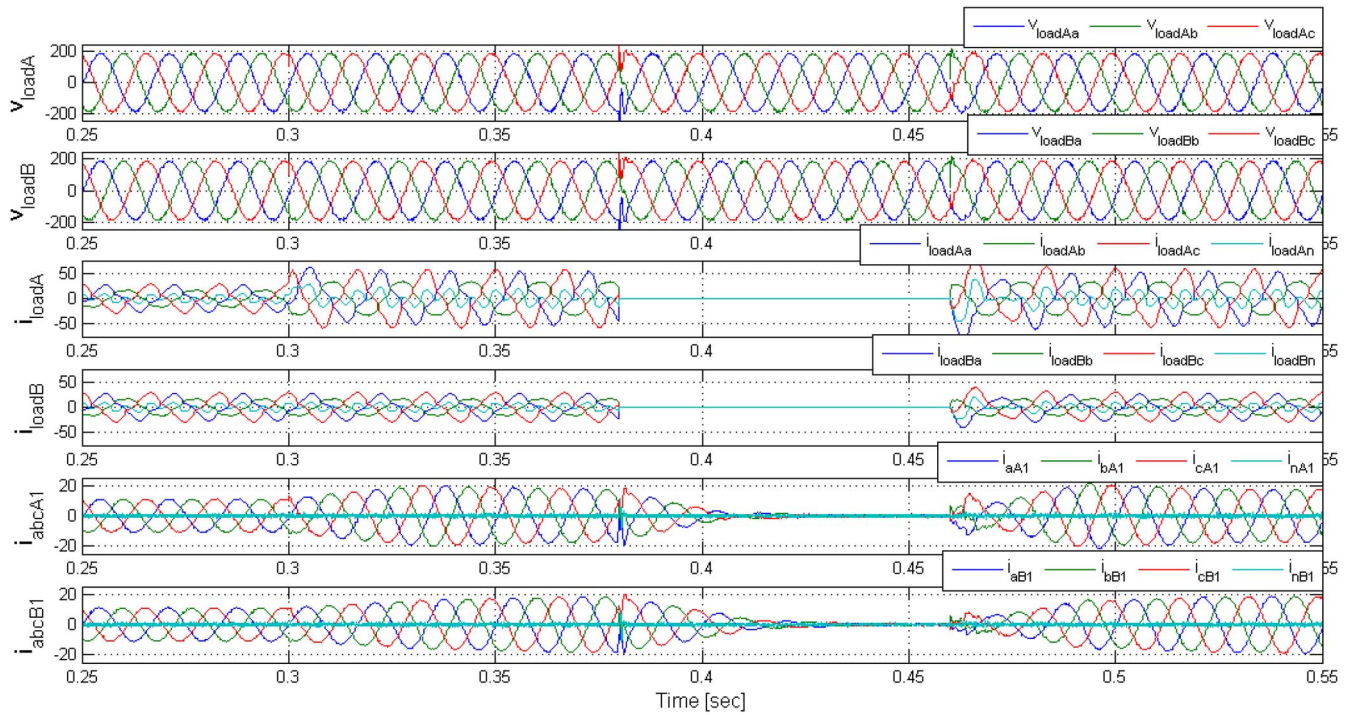 V_loadAa V_loadAb V_loadAc
V_loadA
200
0
-200
0.25 0.3 0.35 0.4 0.45 55
V_loadBa V_loadBb V_loadBc
V_loadB
200
0
-200
0.25 0.3 0.35 0.4 0.45 55
i_loadAa i_loadAb i_loadAc i_loadAn
i_loadA
50
0
-50
0.25 0.3 0.35 0.4 0.45 55
i_loadBa i_loadBb i_loadBc i_loadBn
i_loadB
50
0
-50
0.25 0.3 0.35 0.4 0.45 55
i_aA1 i_bA1 i_cA1 i_nA1
i_abcA1
20
0
-20
0.25 0.3 0.35 0.4 0.45 55
i_aB1 i_bB1 i_cB1 i_nB1
i_abcB1
20
0
-20
0.25 0.3 0.35 0.4 0.45 0.5 0.55
Time [sec]